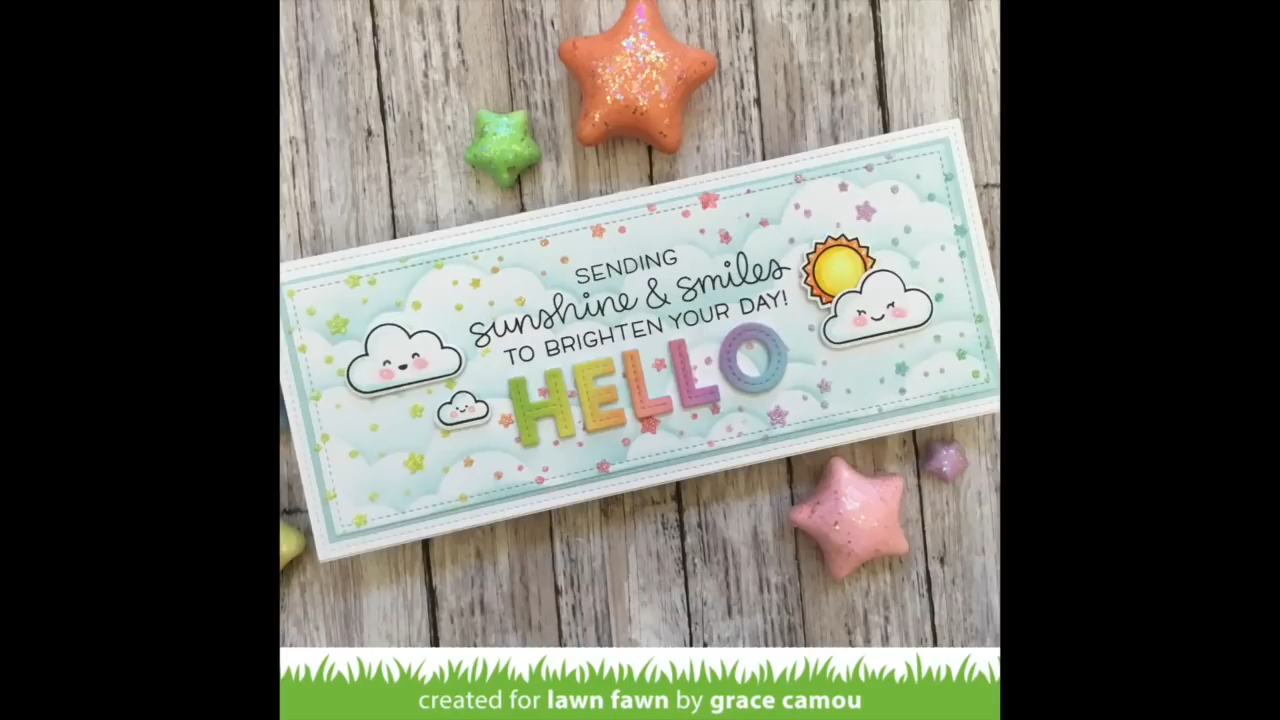 SENDING
sunshine & smiles
TO BRIGHTEN YOUR DAY!
HELLO
created for lawn fawn by grace camou